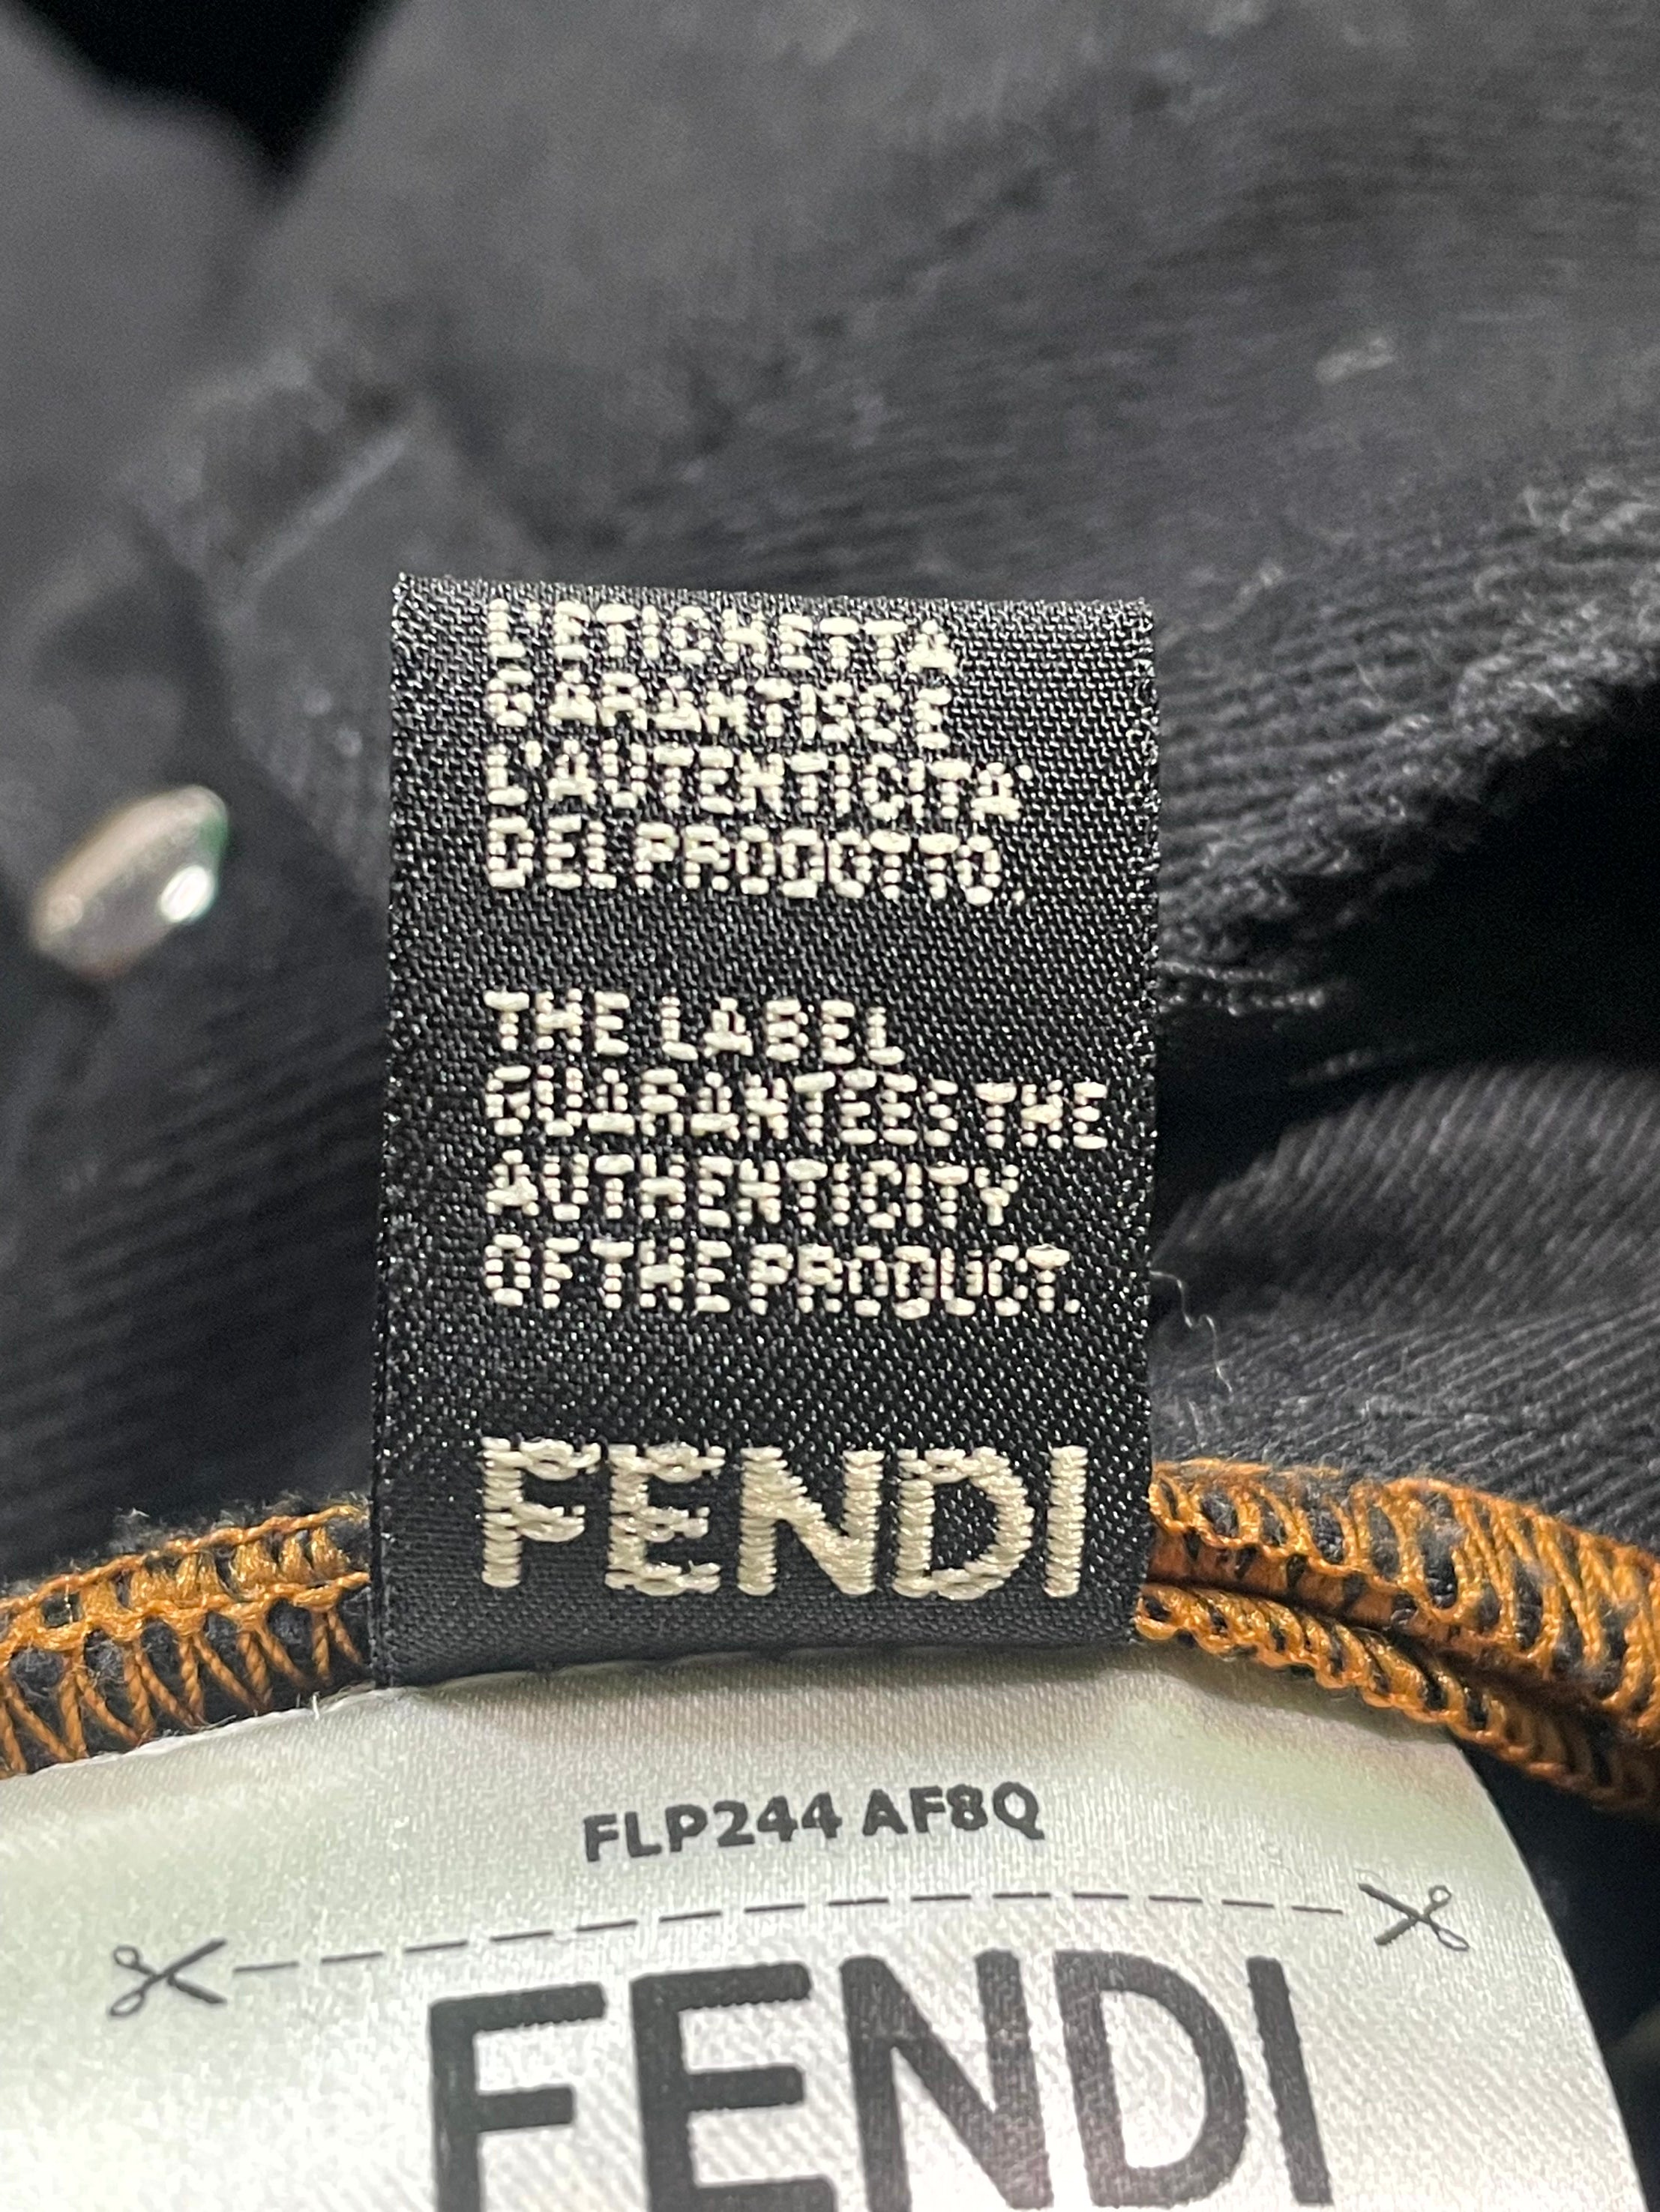 L'ETICHETTA
GARANTISCE
L'AUTENTICITA'
DEL PRODOTTO.
THE LABEL
GUARANTEES THE
AUTHENTICITY
OF THE PRODUCT.
FENDI
FLP244 AF8Q
FENDI